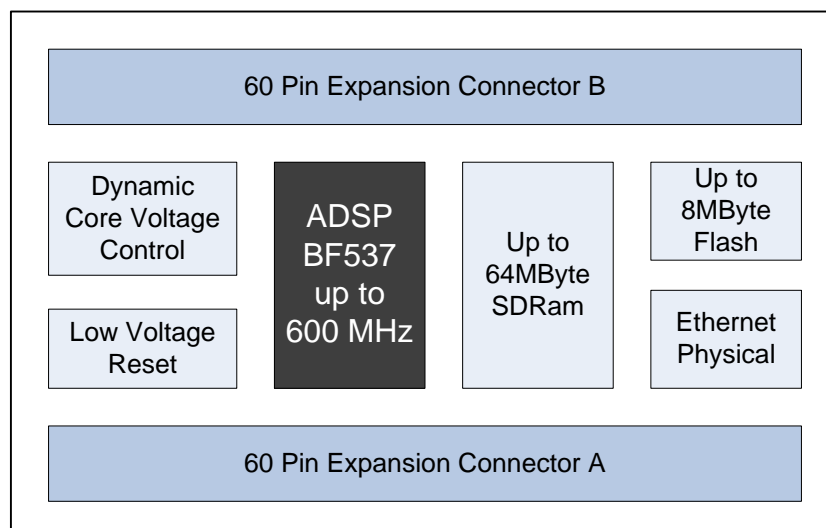 60 Pin Expansion Connector B
Dynamic
Core Voltage
Control
Low Voltage
Reset
ADSP
BF537
up to
600 MHz
Up to
64MByte
SDRam
Up to
8MByte
Flash
Ethernet
Physical
60 Pin Expansion Connector A